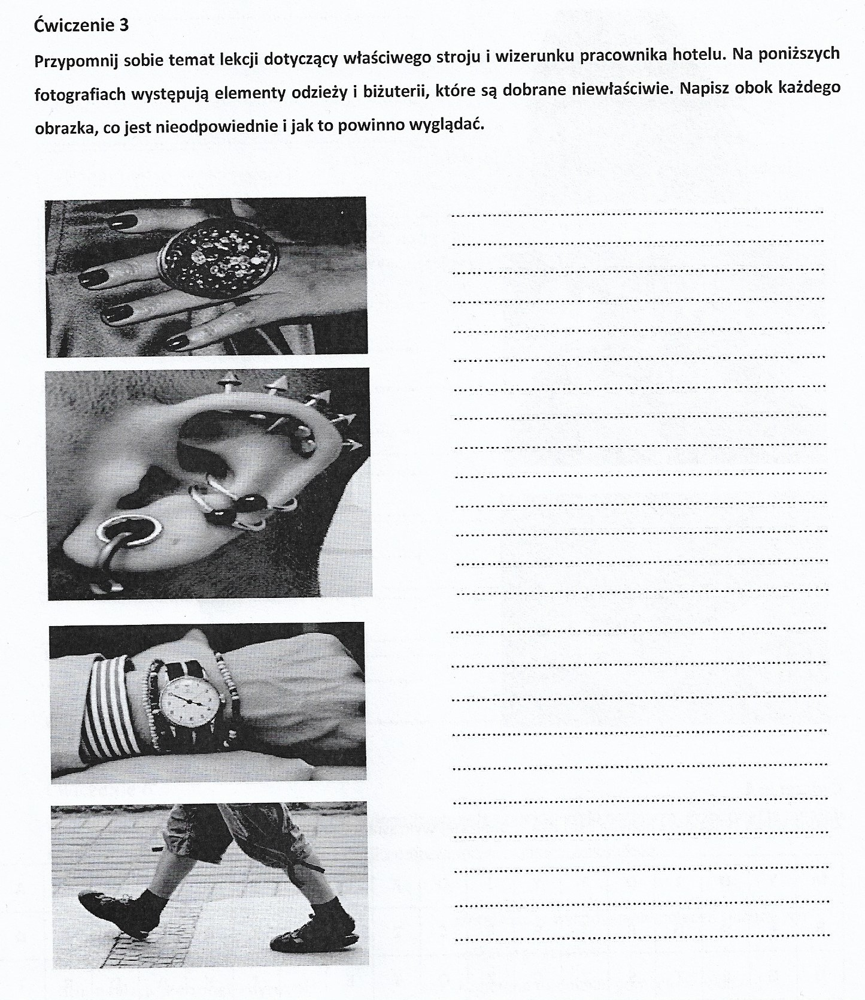 Ćwiczenie 3
Przypomnij sobie temat lekcji dotyczący właściwego stroju i wizerunku pracownika hotelu. Na poniższych
fotografiach występują elementy odzieży i biżuterii, które są dobrane niewłaściwie. Napisz obok każdego
obrazka, co jest nieodpowiednie i jak to powinno wyglądać.